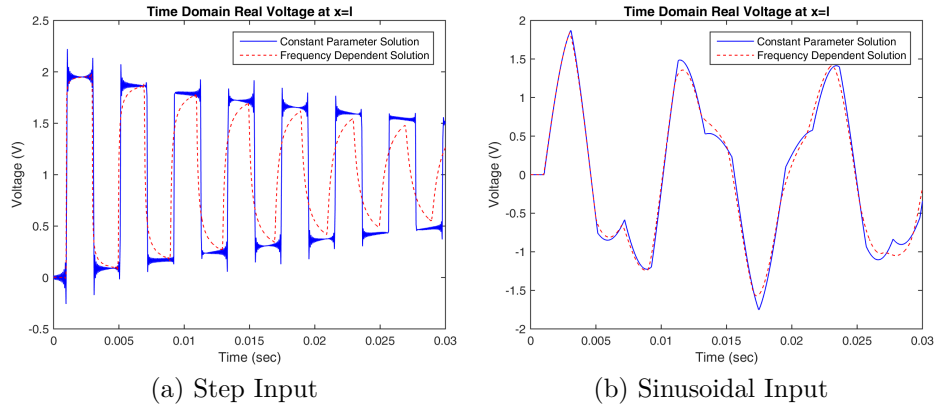 Time Domain Real Voltage at x=l
Constant Parameter Solution
Frequency Dependent Solution
Voltage (V)
2.5
2
1.5
1
0.5
0
-0.5
0
0.005
0.01
0.015
0.02
0.025
0.03
Time (sec)
(a) Step Input
Time Domain Real Voltage at x=l
Constant Parameter Solution
Frequency Dependent Solution
Voltage (V)
2
1.5
1
0.5
0
-0.5
-1
-1.5
-2
0
0.005
0.01
0.015
0.02
0.025
0.03
Time (sec)
(b) Sinusoidal Input